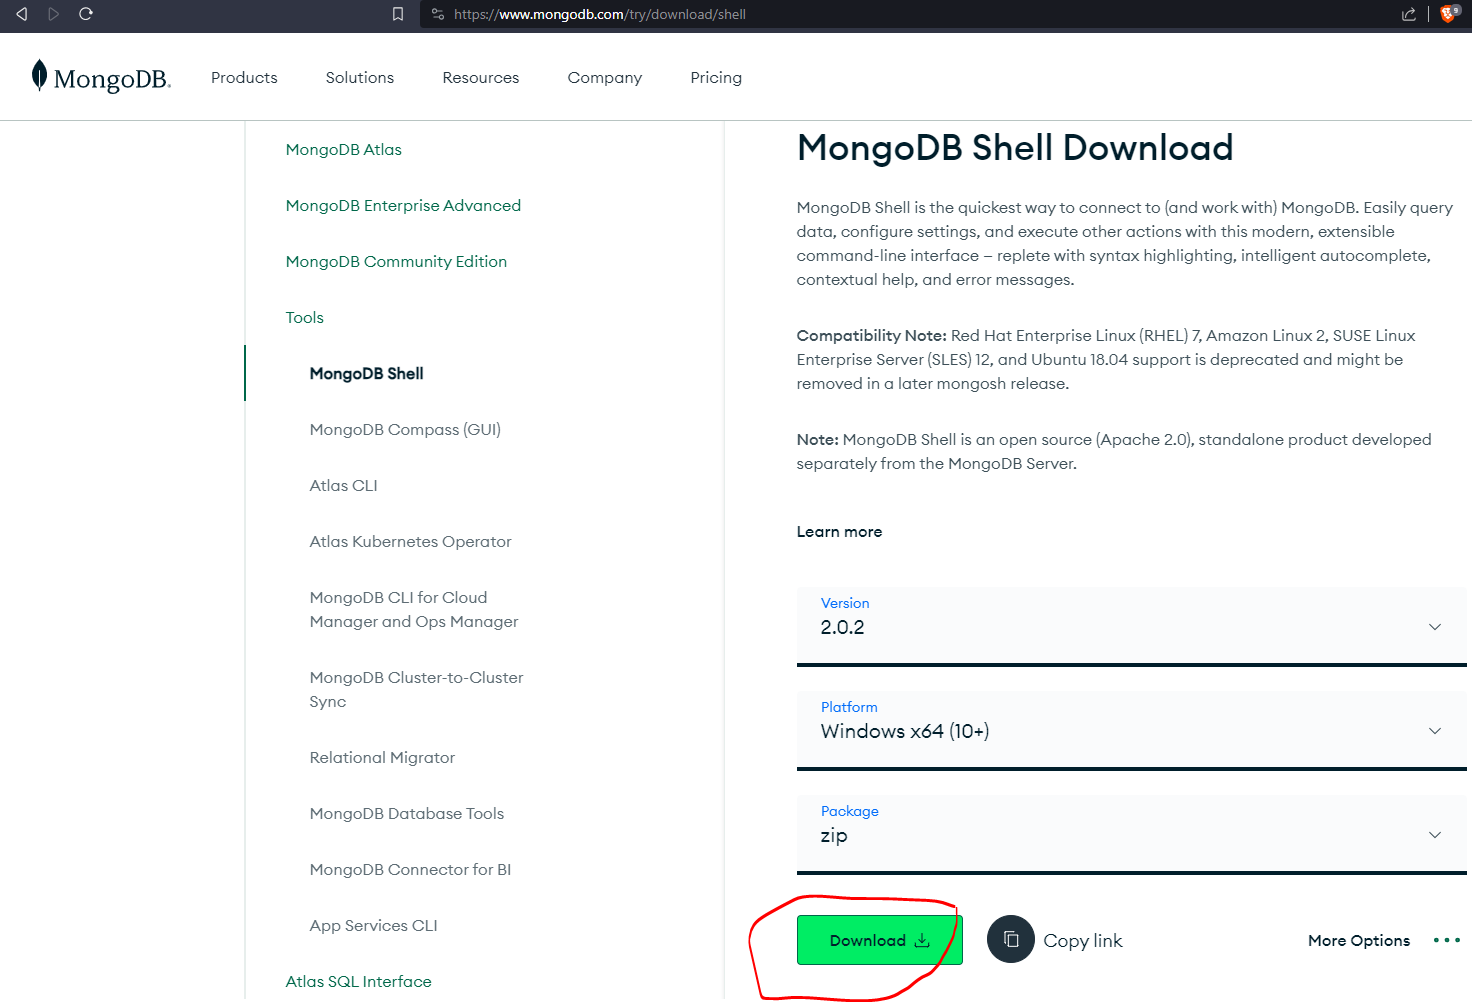 https://www.mongodb.com/try/download/shell
9
MongoDB.
Products
Solutions
Resources
Company
Pricing
MongoDB Atlas
MongoDB Enterprise Advanced
MongoDB Community Edition
Tools
MongoDB Shell
MongoDB Compass (GUI)
Atlas CLI
Atlas Kubernetes Operator
MongoDB CLI for Cloud
Manager and Ops Manager
MongoDB Cluster-to-Cluster
Sync
Relational Migrator
MongoDB Database Tools
MongoDB Connector for BI
App Services CLI
Atlas SQL Interface
MongoDB Shell Download
MongoDB Shell is the quickest way to connect to (and work with) MongoDB. Easily query
data, configure settings, and execute other actions with this modern, extensible
command-line interface – replete with syntax highlighting, intelligent autocomplete,
contextual help, and error messages.
Compatibility Note: Red Hat Enterprise Linux (RHEL) 7, Amazon Linux 2, SUSE Linux
Enterprise Server (SLES) 12, and Ubuntu 18.04 support is deprecated and might be
removed in a later mongosh release.
Note: MongoDB Shell is an open source (Apache 2.0), standalone product developed
separately from the MongoDB Server.
Learn more
Version
2.0.2
Platform
Windows x64 (10+)
Package
zip
Download
Copy link
More Options